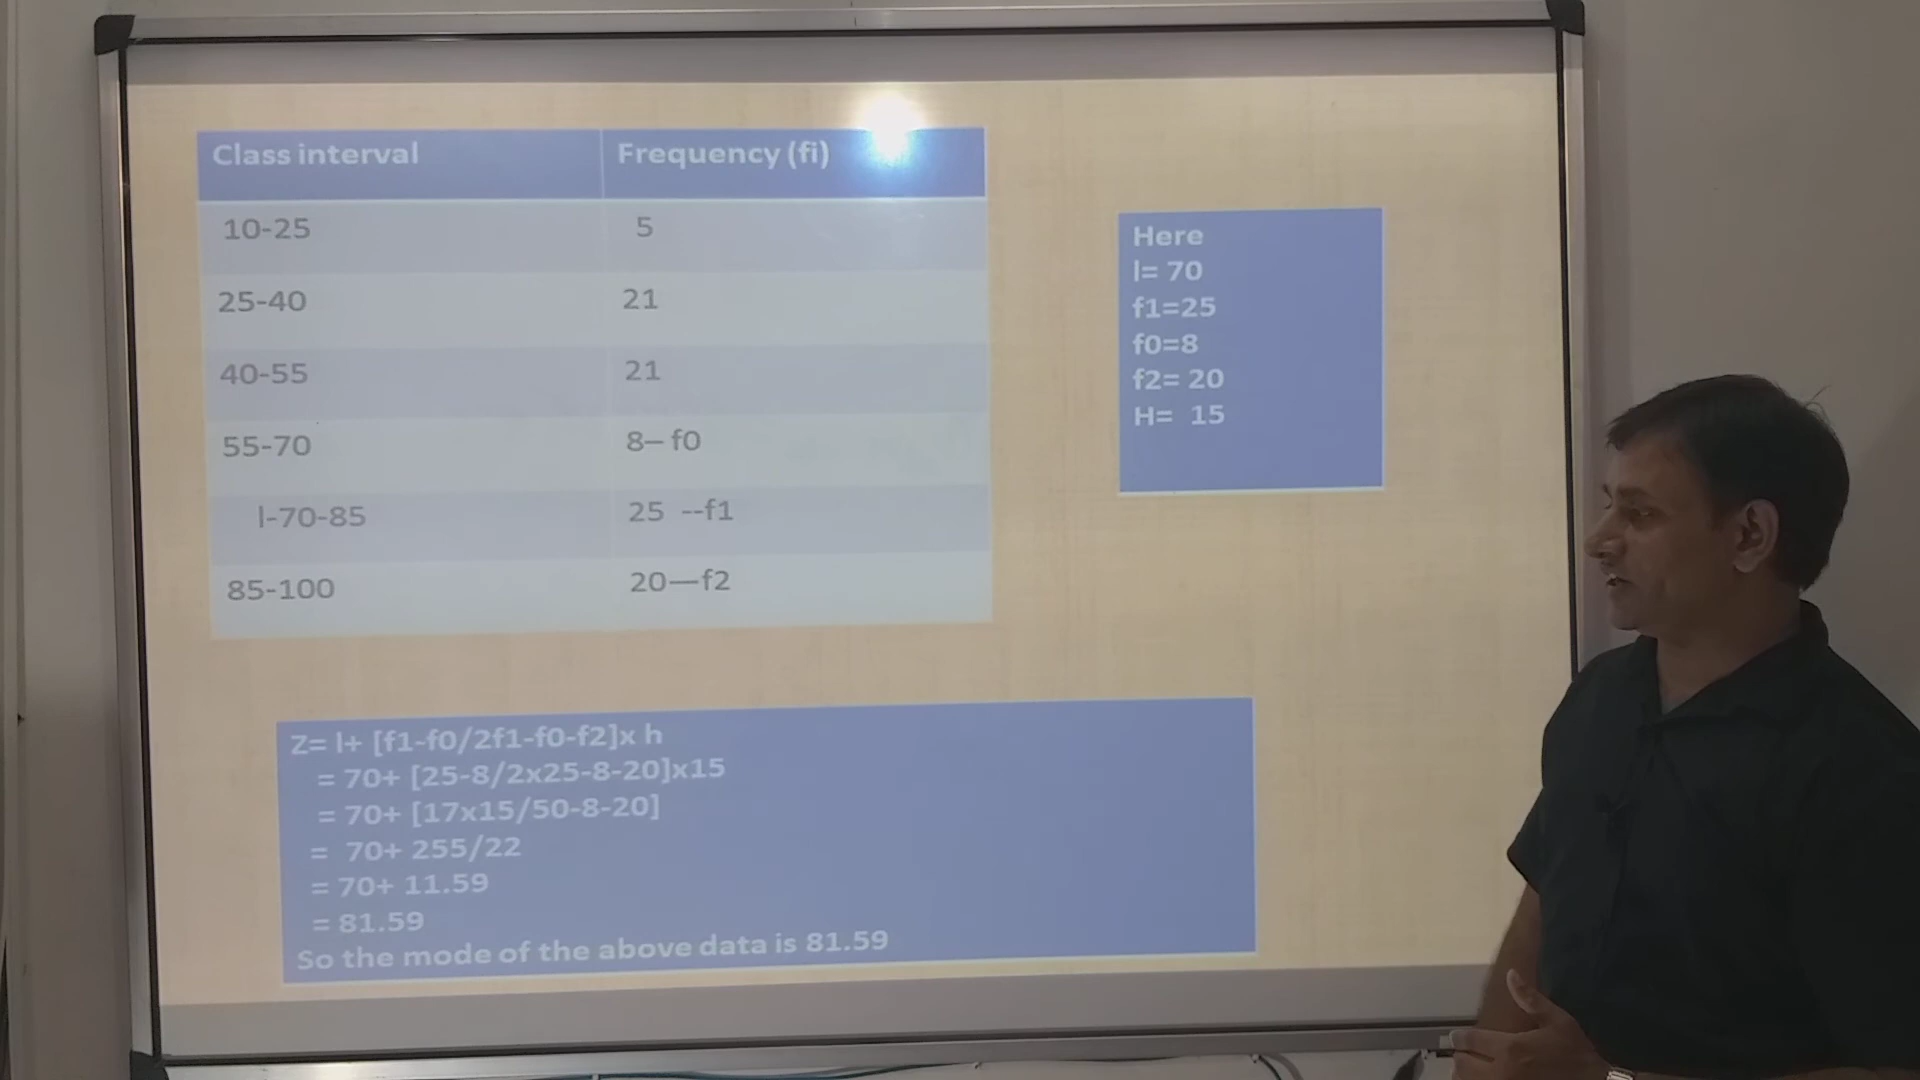 Class interval Frequency (fi)
10-25 5
25-40 21
40-55 21
55-70 8– f0
l-70-85 25 --f1
85-100 20—f2
Here
l= 70
f1=25
f0=8
f2= 20
H= 15
Z= l+ [f1-f0/2f1-f0-f2]x h
= 70+ [25-8/2x25-8-20]x15
= 70+ [17x15/50-8-20]
= 70+ 255/22
= 70+ 11.59
= 81.59
So the mode of the above data is 81.59